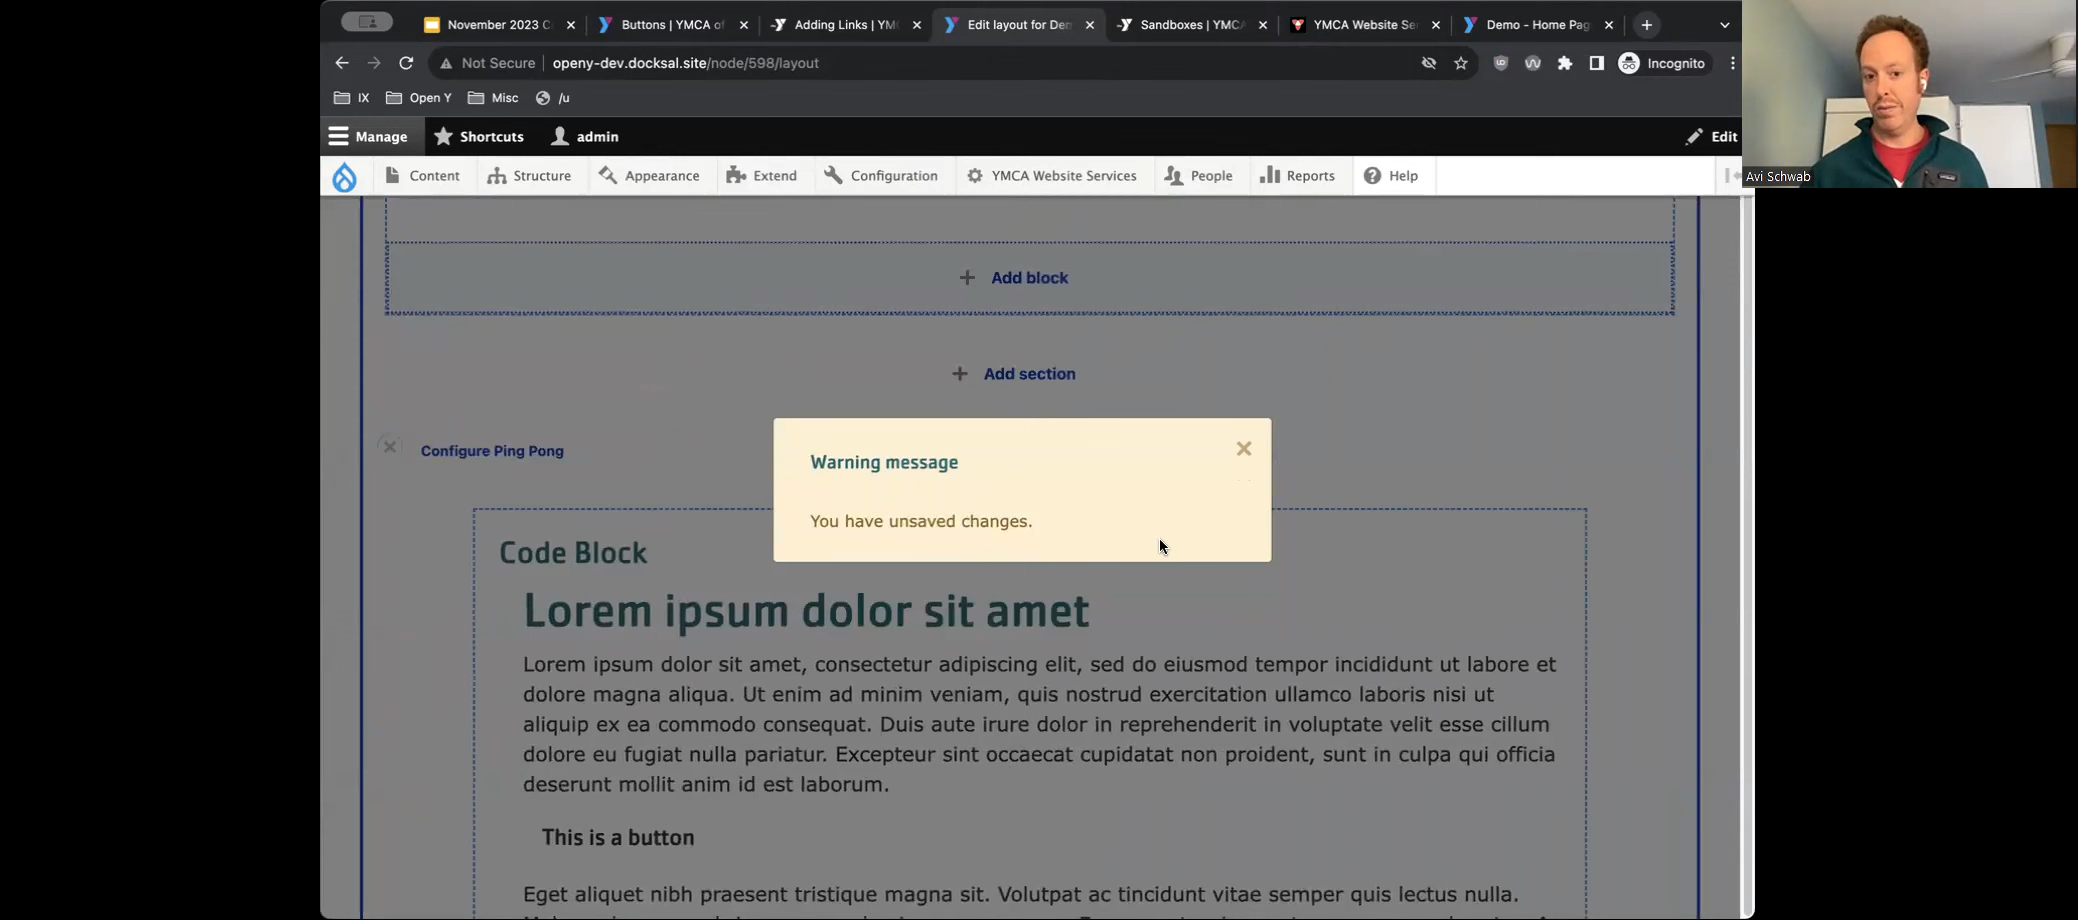 November 2023 C
Buttons | YMCA of
Adding Links | YM
Edit layout for Den
Sandboxes | YMCA
YMCA Website Se
Demo - Home Pag
Not Secure
openy-dev.docksal.site/node/598/layout
Incognito
IX
Open Y
Misc
/u
Manage
Shortcuts
admin
Edit
Content
Structure
Appearance
Extend
Configuration
YMCA Website Services
People
Reports
Help
Avi Schwab
Add block
Add section
Configure Ping Pong
Warning message
You have unsaved changes.
Code Block
Lorem ipsum dolor sit amet
Lorem ipsum dolor sit amet, consectetur adipiscing elit, sed do eiusmod tempor incididunt ut labore et
dolore magna aliqua. Ut enim ad minim veniam, quis nostrud exercitation ullamco laboris nisi ut
aliquip ex ea commodo consequat. Duis aute irure dolor in reprehenderit in voluptate velit esse cillum
dolore eu fugiat nulla pariatur. Excepteur sint occaecat cupidatat non proident, sunt in culpa qui officia
deserunt mollit anim id est laborum.
This is a button
Eget aliquet nibh praesent tristique magna sit. Volutpat ac tincidunt vitae semper quis lectus nulla.